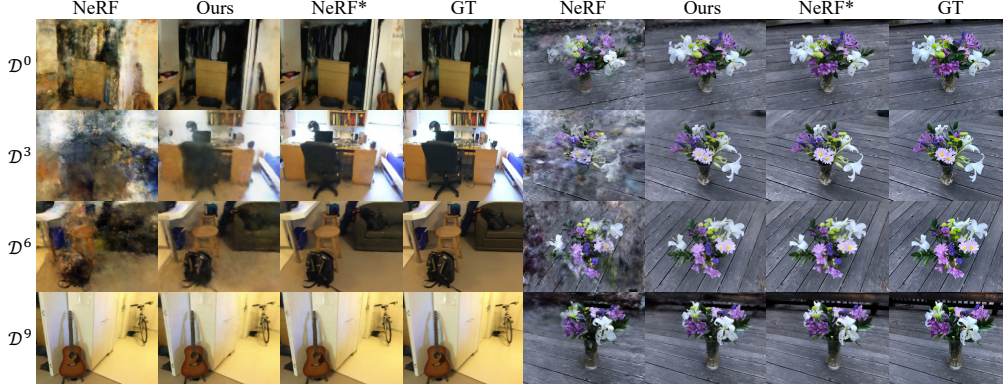 NeRF Ours NeRF* GT NeRF Ours NeRF* GT
𝒟⁰
𝒟³
𝒟⁶
𝒟⁹